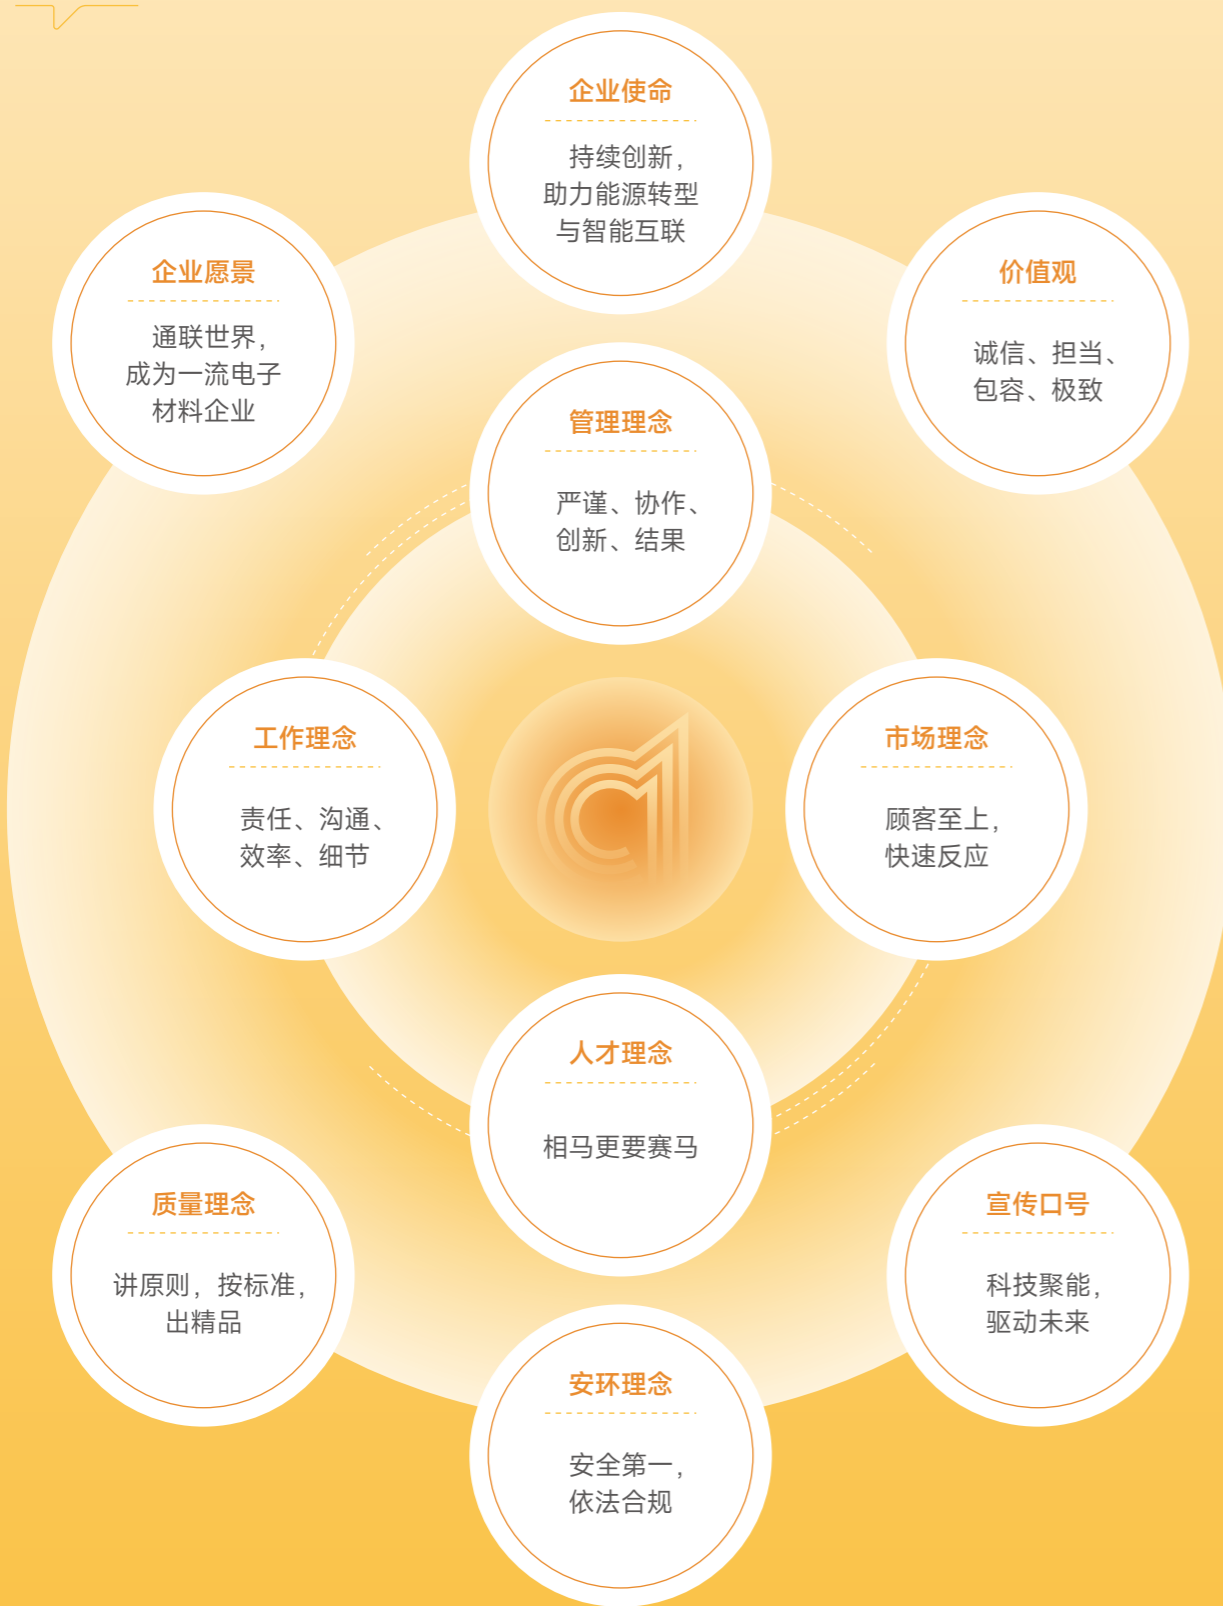 企业使命
持续创新，
助力能源转型
与智能互联
企业愿景
通联世界，
成为一流电子
材料企业
价值观
诚信、担当、
包容、极致
管理理念
严谨、协作、
创新、结果
工作理念
责任、沟通、
效率、细节
市场理念
顾客至上，
快速反应
人才理念
相马更要赛马
质量理念
讲原则，按标准，
出精品
宣传口号
科技聚能，
驱动未来
安环理念
安全第一，
依法合规